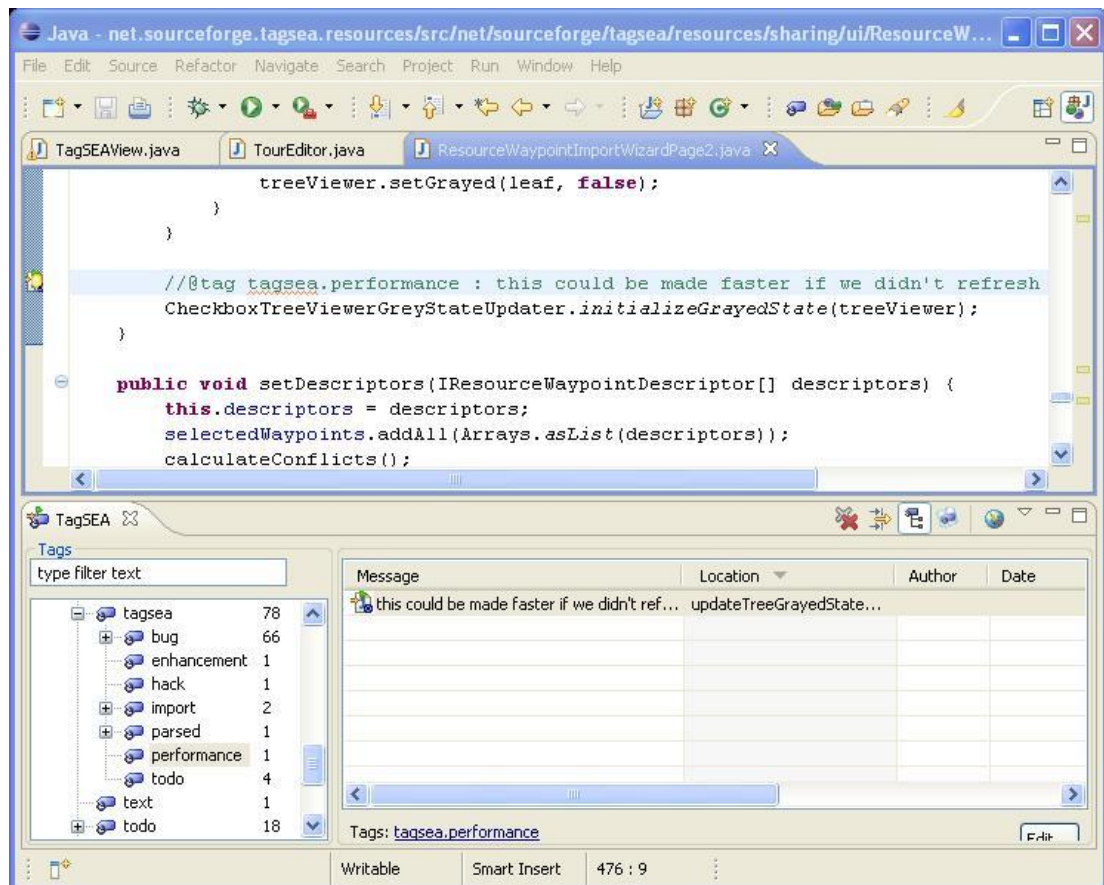 Java - net.sourceforge.tagsea.resources/src/net/sourceforge/tagsea/resources/sharing/ui/ResourceW...
File Edit Source Refactor Navigate Search Project Run Window Help
TagSEAView.java TourEditor.java ResourceWaypointImportWizardPage2.java
treeViewer.setGrayed(leaf, false);
}
}
//@tag tagsea.performance : this could be made faster if we didn't refresh
CheckboxTreeViewerGreyStateUpdater.initializeGrayedState(treeViewer);
}
public void setDescriptors(IResourceWaypointDescriptor[] descriptors) {
this.descriptors = descriptors;
selectedWaypoints.addAll(Arrays.asList(descriptors));
calculateConflicts();
TagSEA
Tags
type filter text
tagsea 78
bug 66
enhancement 1
hack 1
import 2
parsed 1
performance 1
todo 4
text 1
todo 18
Message Location Author Date
this could be made faster if we didn't ref... updateTreeGrayedState...
Tags: tagsea.performance
Edit...
Writable Smart Insert 476 : 9